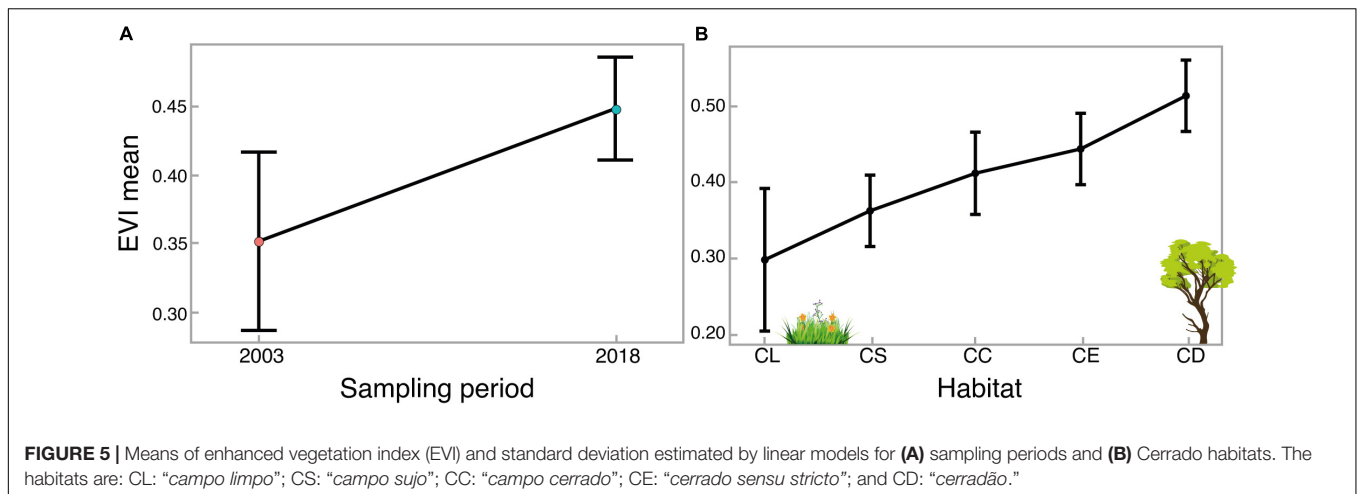 A
B
EVI mean
0.45
0.40
0.35
0.30
2003
2018
Sampling period
0.50
0.40
0.30
0.20
CL
CS
CC
CE
CD
Habitat
FIGURE 5 | Means of enhanced vegetation index (EVI) and standard deviation estimated by linear models for (A) sampling periods and (B) Cerrado habitats. The
habitats are: CL: “campo limpo”; CS: “campo sujo”; CC: “campo cerrado”; CE: “cerrado sensu stricto”; and CD: “cerradão.”